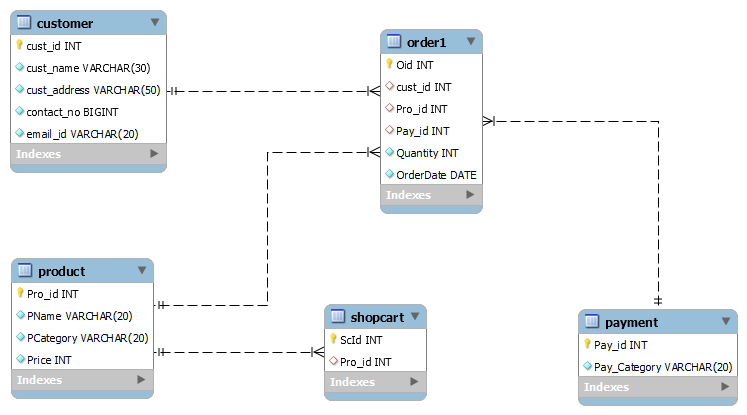 customer
cust_id INT
cust_name VARCHAR(30)
cust_address VARCHAR(50)
contact_no BIGINT
email_id VARCHAR(20)
Indexes
order1
Oid INT
cust_id INT
Pro_id INT
Pay_id INT
Quantity INT
OrderDate DATE
Indexes
product
Pro_id INT
PName VARCHAR(20)
PCategory VARCHAR(20)
Price INT
Indexes
shopcart
ScId INT
Pro_id INT
Indexes
payment
Pay_id INT
Pay_Category VARCHAR(20)
Indexes